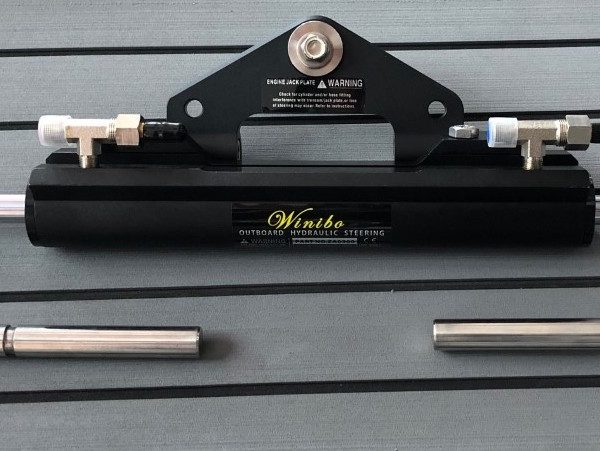 ENGINE JACK PLATE ⚠ WARNING
Check for cylinder and/or hose fitting
interference with transom/jack plate, or loss
of steering may occur. Refer to instructions.
Winibo
OUTBOARD HYDRAULIC STEERING
⚠ WARNING CE